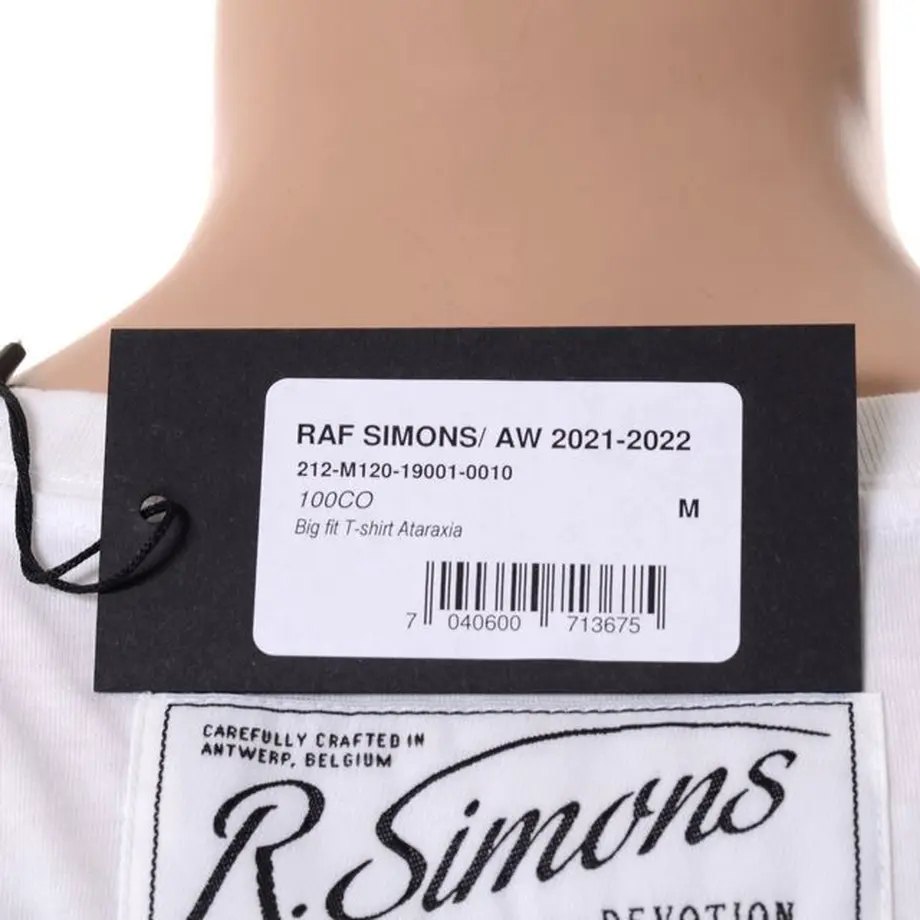 RAF SIMONS/ AW 2021-2022
212-M120-19001-0010
100CO
M
Big fit T-shirt Ataraxia
7 040600 713675
CAREFULLY CRAFTED IN
ANTWERP, BELGIUM
R. Simons
DEVOTION